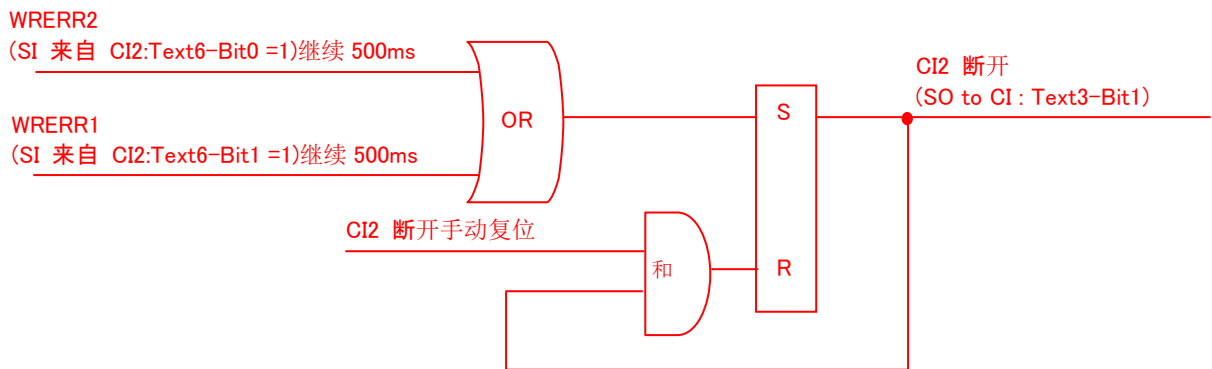 WRERR2
(SI 来自 CI2:Text6-Bit0 =1)继续 500ms
CI2 断开
(SO to CI : Text3-Bit1)
OR
S
WRERR1
(SI 来自 CI2:Text6-Bit1 =1)继续 500ms
CI2 断开手动复位
和
R